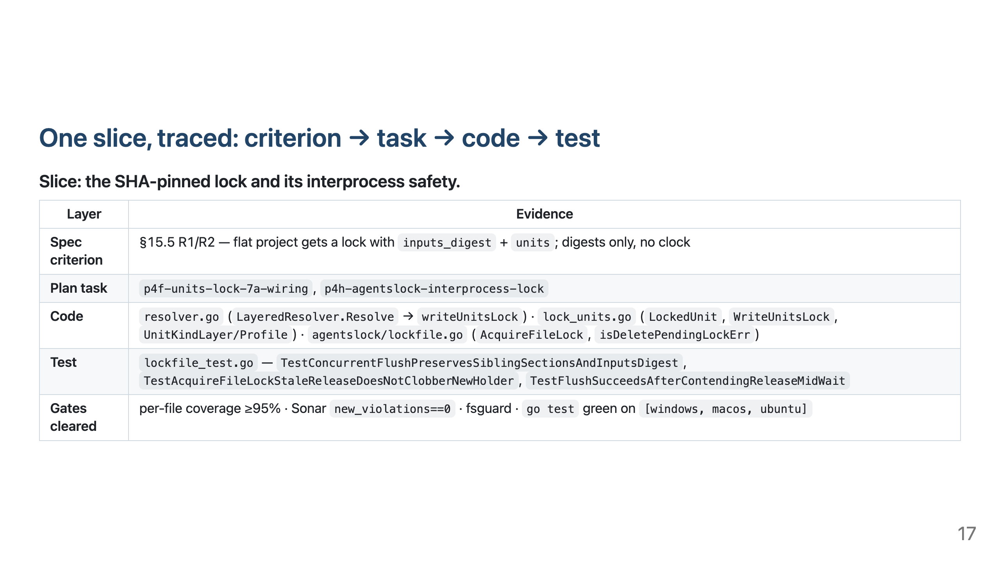 One slice, traced: criterion → task → code → test
Slice: the SHA-pinned lock and its interprocess safety.
Layer
Evidence
Spec
criterion
§15.5 R1/R2 — flat project gets a lock with inputs_digest + units; digests only, no clock
Plan task
p4f-units-lock-7a-wiring, p4h-agentslock-interprocess-lock
Code
resolver.go (LayeredResolver.Resolve → writeUnitsLock) · lock_units.go (LockedUnit, WriteUnitsLock,
UnitKindLayer/Profile) · agentslock/lockfile.go (AcquireFileLock, isDeletePendingLockErr)
Test
lockfile_test.go — TestConcurrentFlushPreservesSiblingSectionsAndInputsDigest,
TestAcquireFileLockStaleReleaseDoesNotClobberNewHolder, TestFlushSucceedsAfterContendingReleaseMidWait
Gates
cleared
per-file coverage ≥95% · Sonar new_violations==0 · fsguard · go test green on [windows, macos, ubuntu]
17